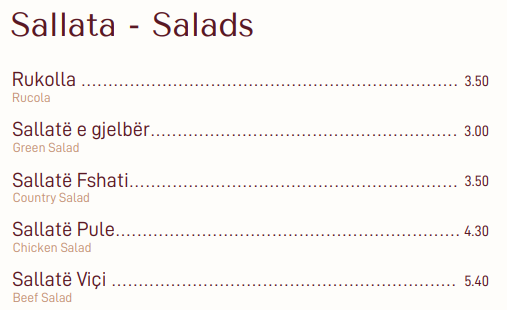 Sallata - Salads
Rukolla ........................................................................ 3.50
Rucola
Sallatë e gjelbër.......................................................... 3.00
Green Salad
Sallatë Fshati............................................................. 3.50
Country Salad
Sallatë Pule................................................................ 4.30
Chicken Salad
Sallatë Viçi ................................................................. 5.40
Beef Salad